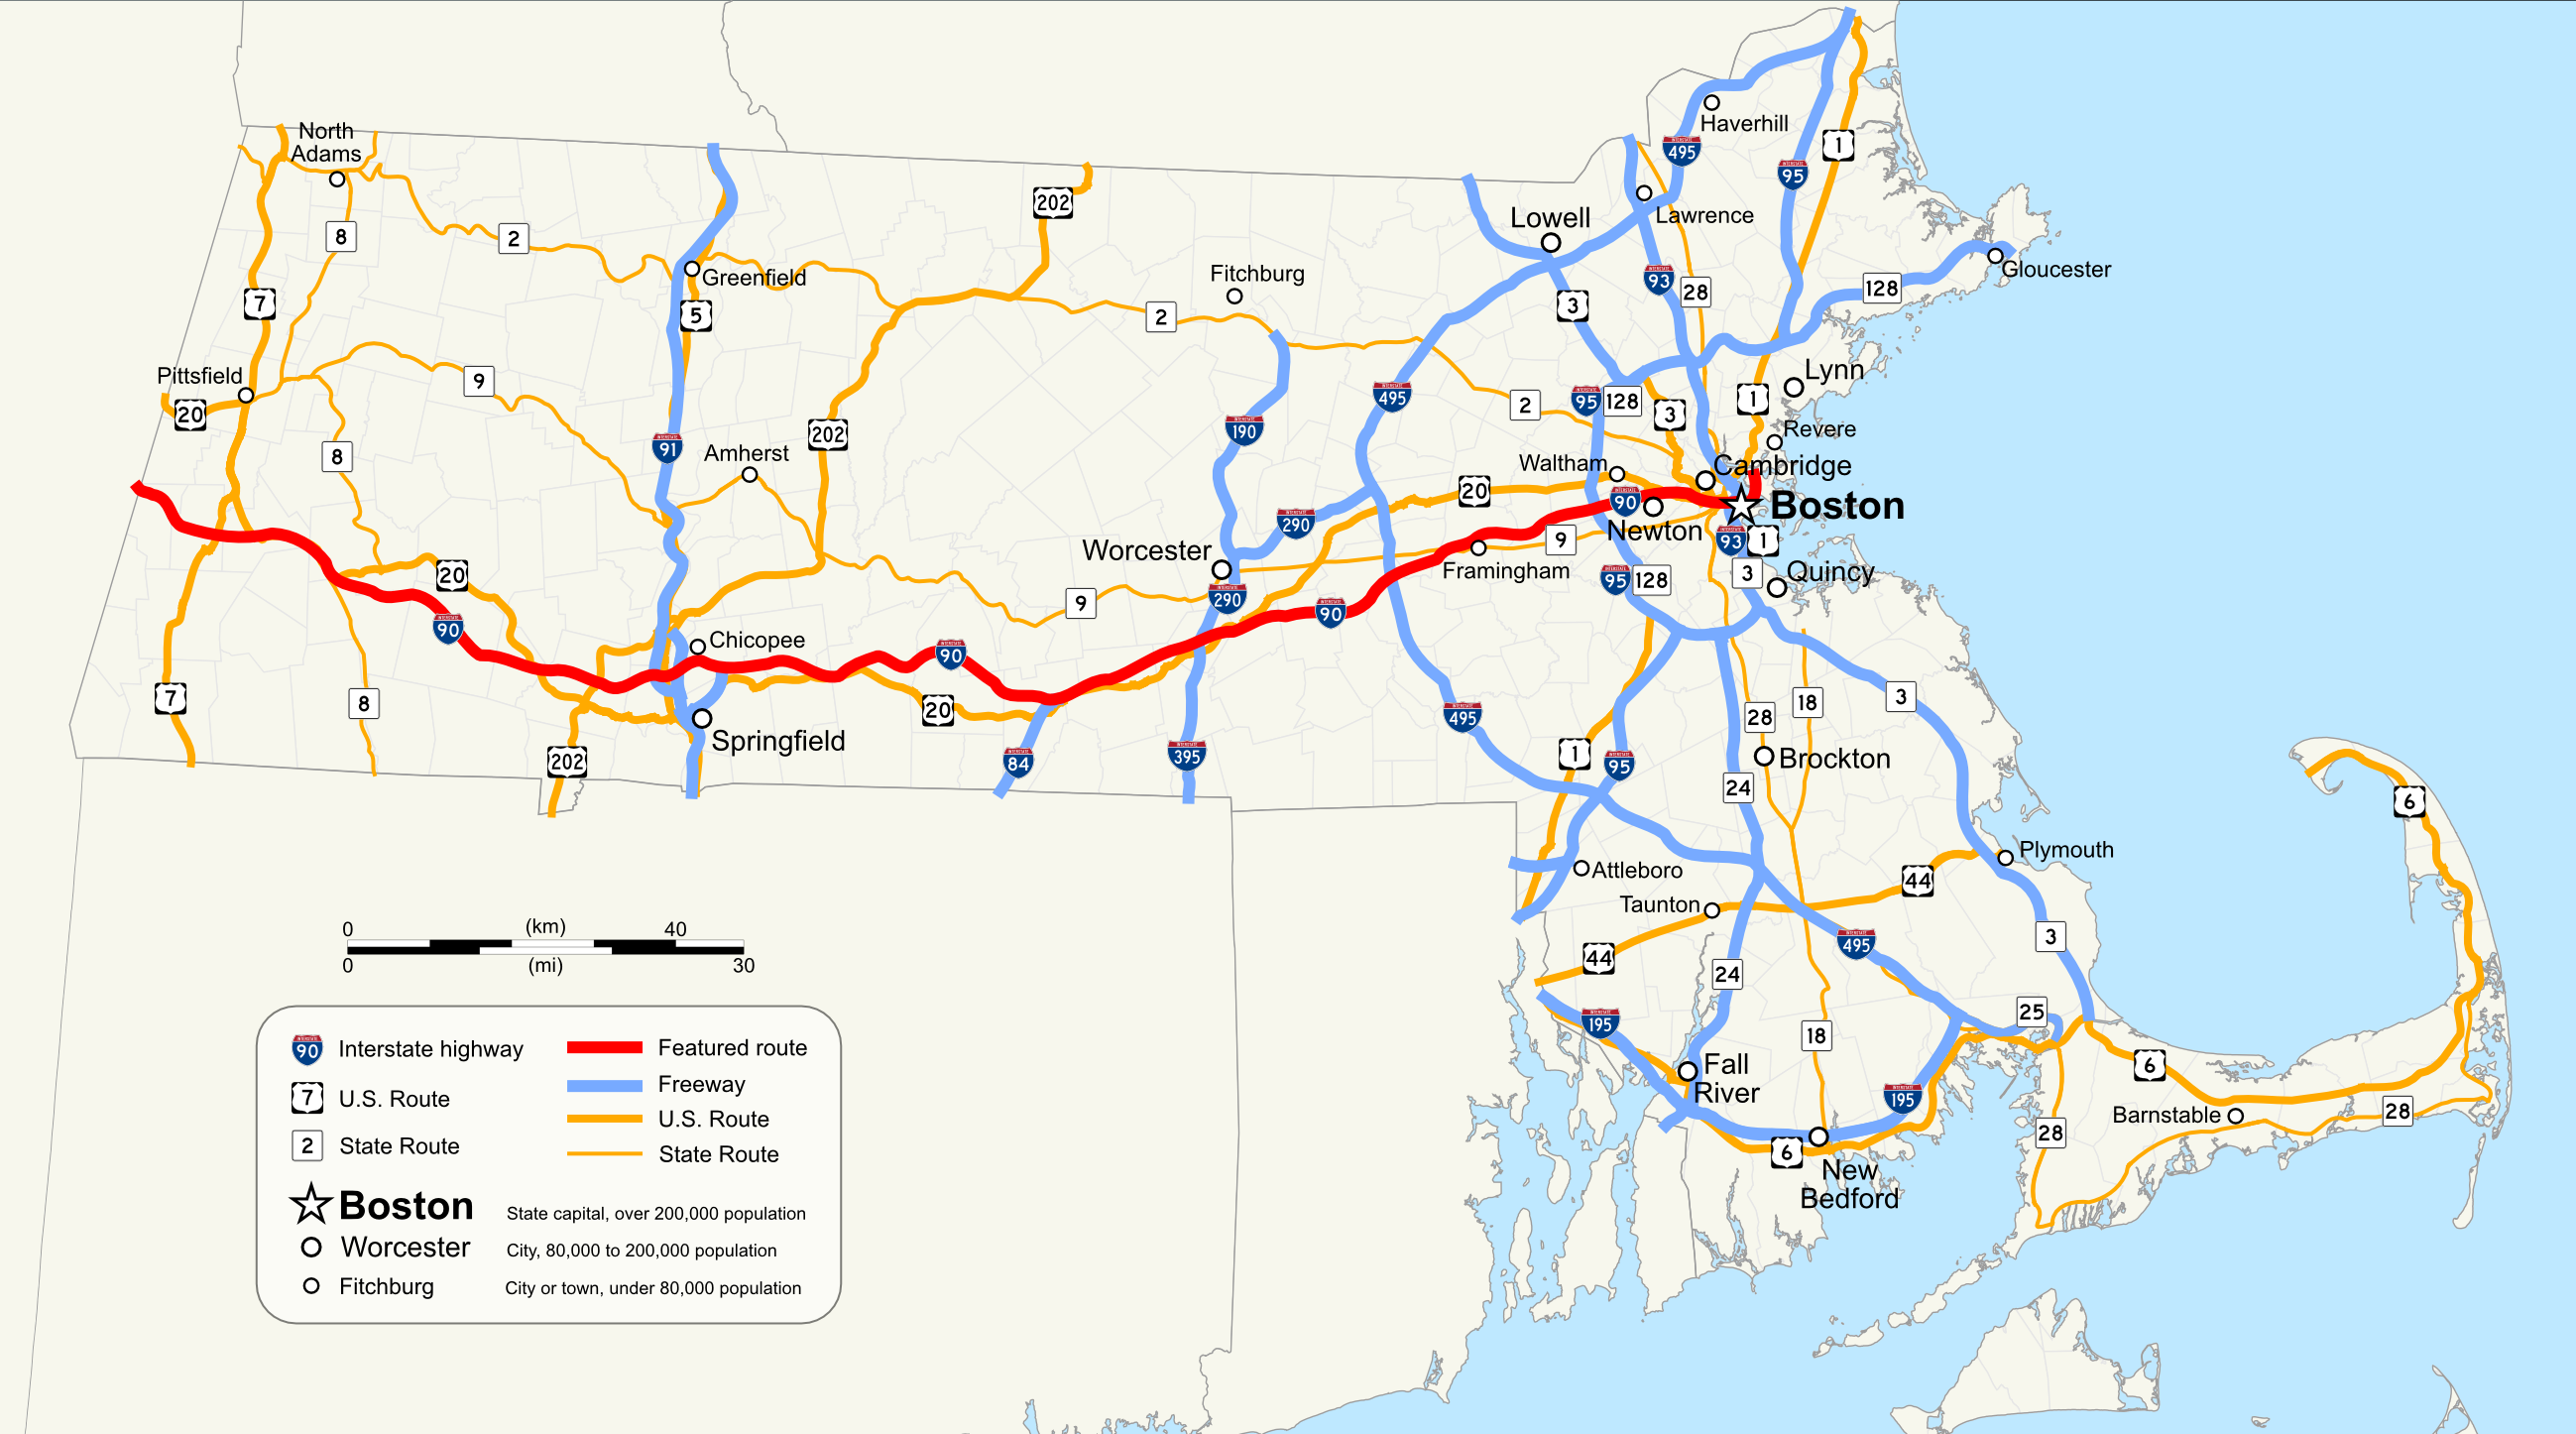 North
Adams
1
Haverhill
495
95
8
2
202
Lowell
Lawrence
Greenfield
Fitchburg
93
28
128
Gloucester
7
5
2
3
Pittsfield
20
9
Lynn
495
2
95
128
3
1
190
202
Revere
91
8
Amherst
Waltham
Cambridge
20
90
Boston
290
Newton
9
93
1
Worcester
Framingham
20
95
128
3
Quincy
290
9
90
90
Chicopee
90
7
8
20
495
28
18
3
Springfield
202
84
395
1
95
Brockton
24
6
Plymouth
Attleboro
44
Taunton
0
(km)
40
0
(mi)
30
44
495
3
24
195
25
18
90
Interstate highway
Featured route
Freeway
7
U.S. Route
U.S. Route
2
State Route
State Route
Fall
River
6
195
Barnstable
28
28
6
New
Bedford
Boston
State capital, over 200,000 population
Worcester
City, 80,000 to 200,000 population
Fitchburg
City or town, under 80,000 population